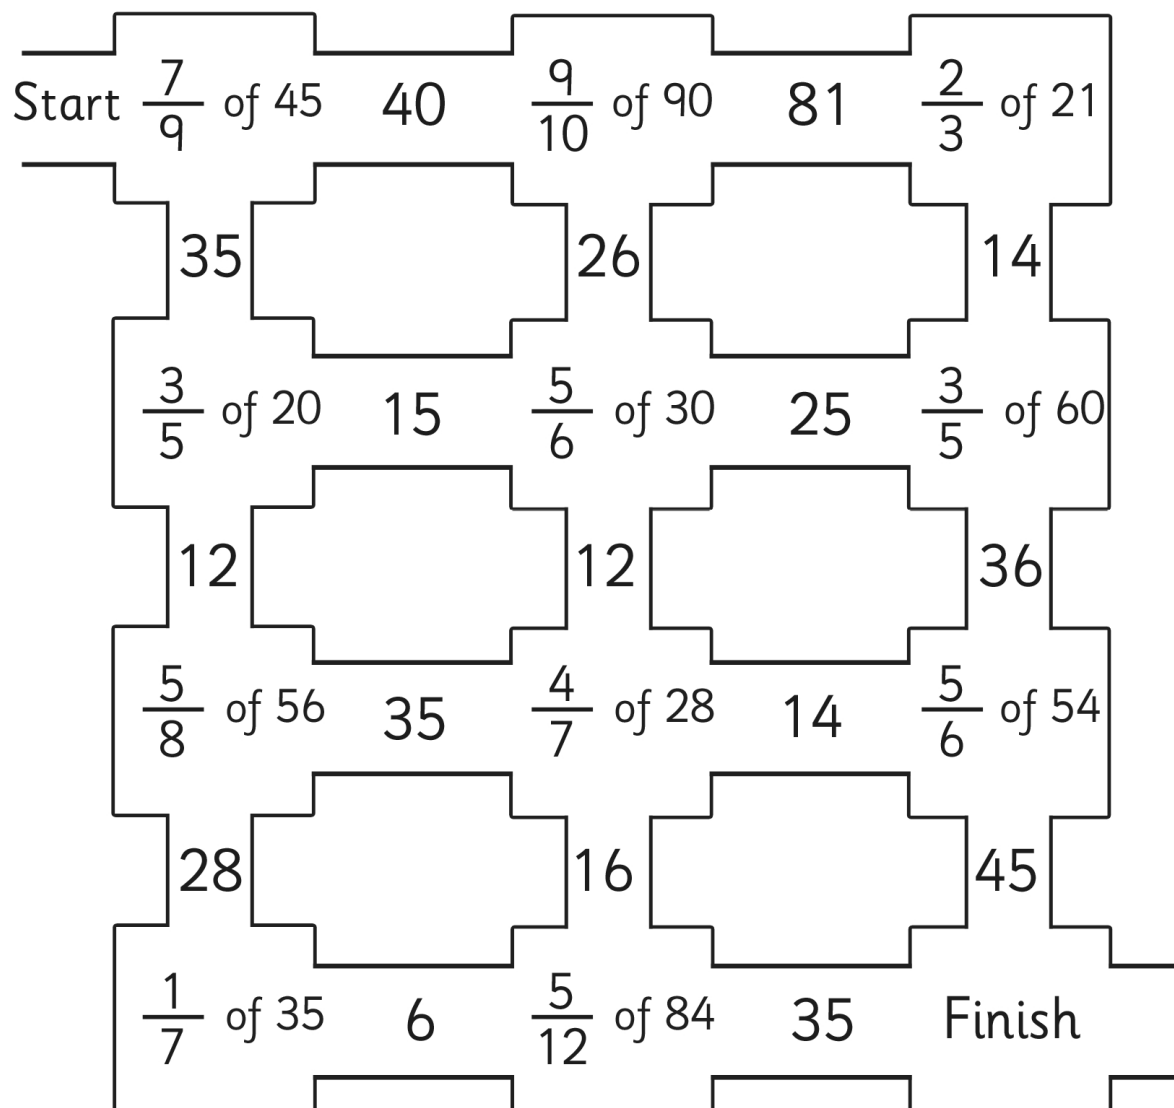 Start 7/9 of 45 40 9/10 of 90 81 2/3 of 21
35 26 14
3/5 of 20 15 5/6 of 30 25 3/5 of 60
12 12 36
5/8 of 56 35 4/7 of 28 14 5/6 of 54
28 16 45
1/7 of 35 6 5/12 of 84 35 Finish